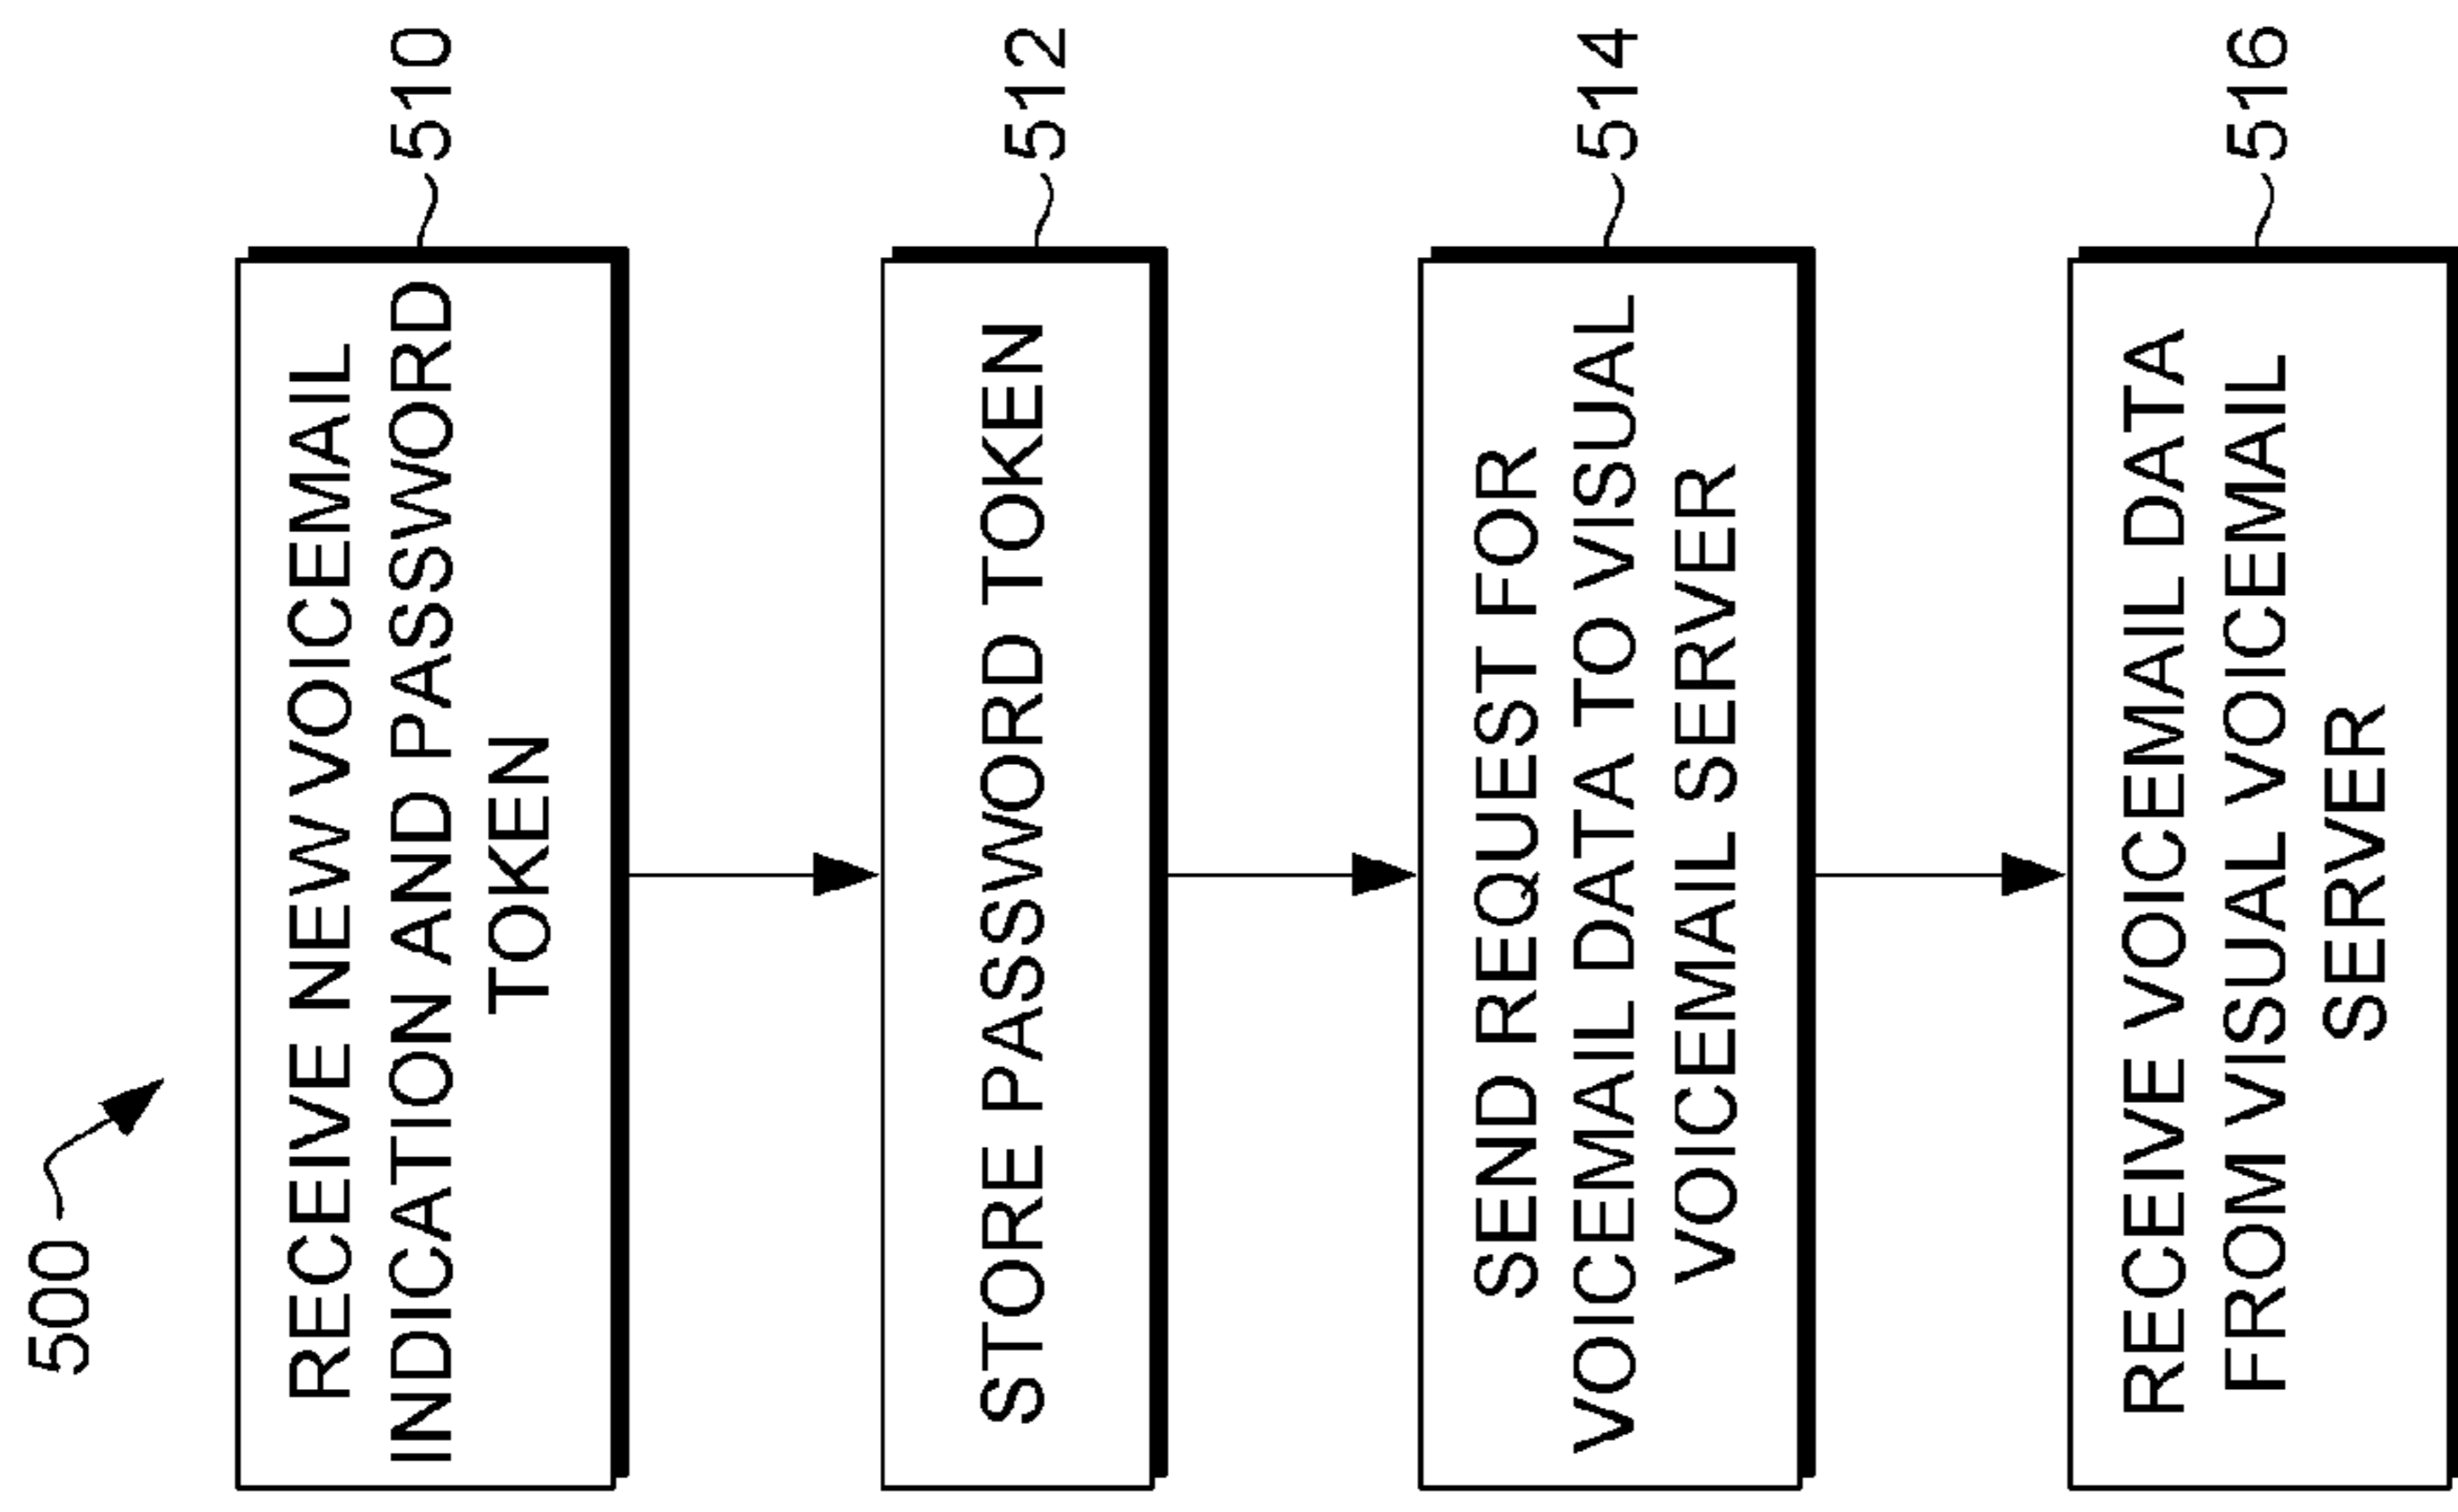 500
RECEIVE NEW VOICEMAIL
INDICATION AND PASSWORD
TOKEN
510
STORE PASSWORD TOKEN
512
SEND REQUEST FOR
VOICEMAIL DATA TO VISUAL
VOICEMAIL SERVER
514
RECEIVE VOICEMAIL DATA
FROM VISUAL VOICEMAIL
SERVER
516